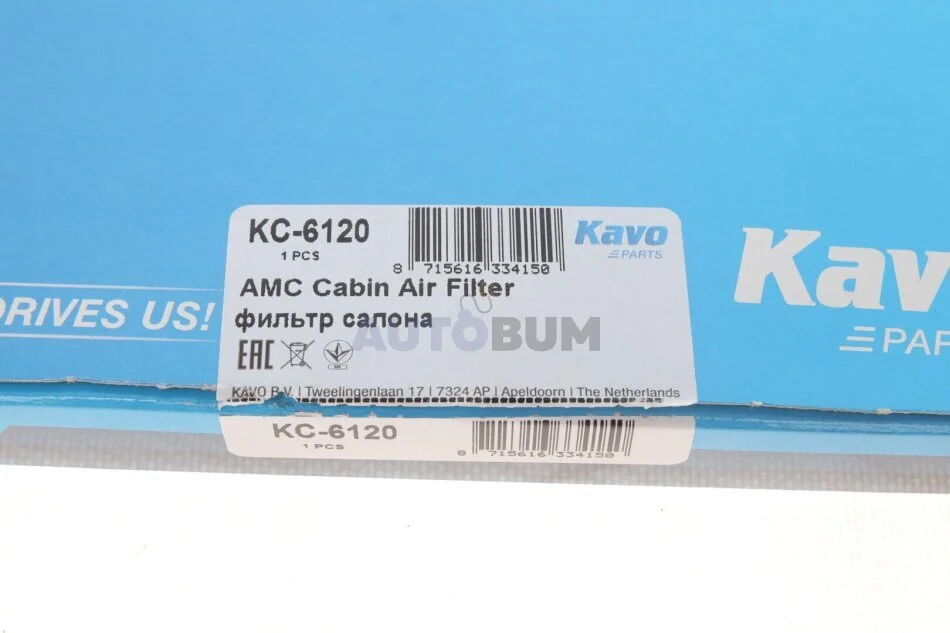 KC-6120
1 PCS
8 715616 334150
Kavo
PARTS
AMC Cabin Air Filter
фильтр салона
AUTOBUM
EAC
KAVO B.V. | Tweelingenlaan 17 | 7324 AP | Apeldoorn | The Netherlands
DRIVES US!
Kav
PAR
KC-6120
1 PCS
8 715616 334150